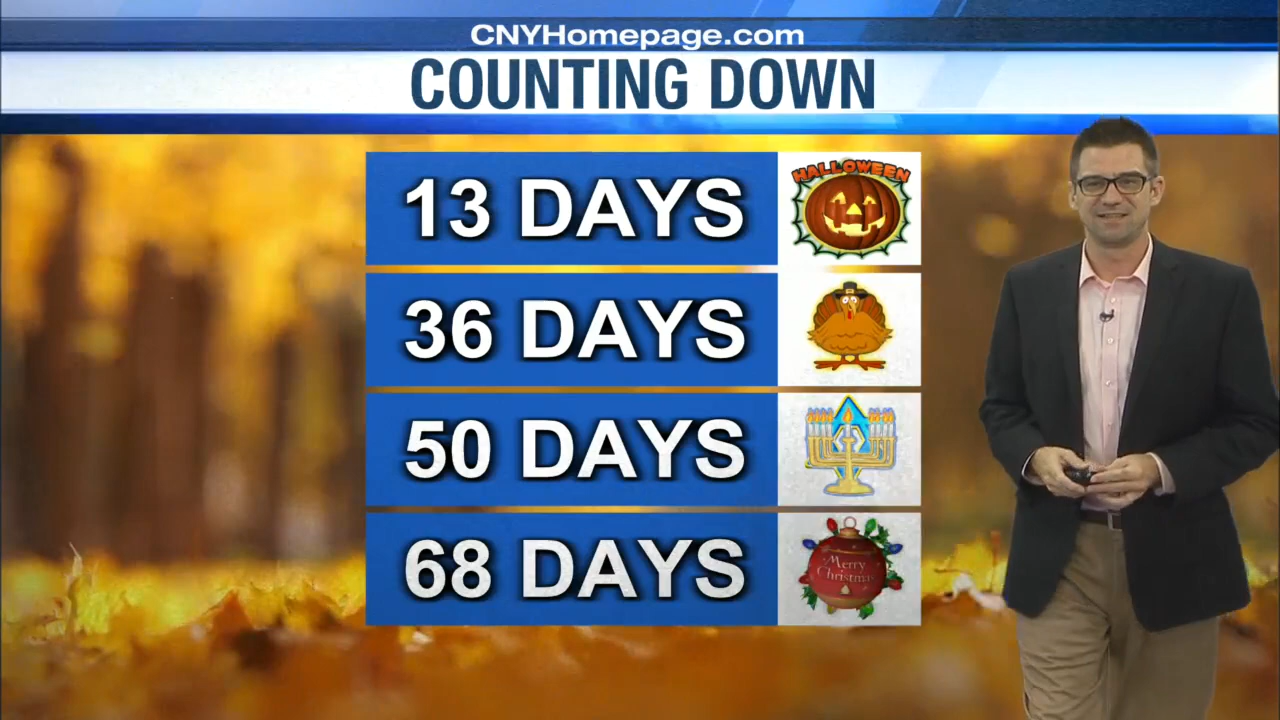 CNYHomepage.com
COUNTING DOWN
13 DAYS
HALLOWEEN
36 DAYS
50 DAYS
68 DAYS
Merry
Christmas